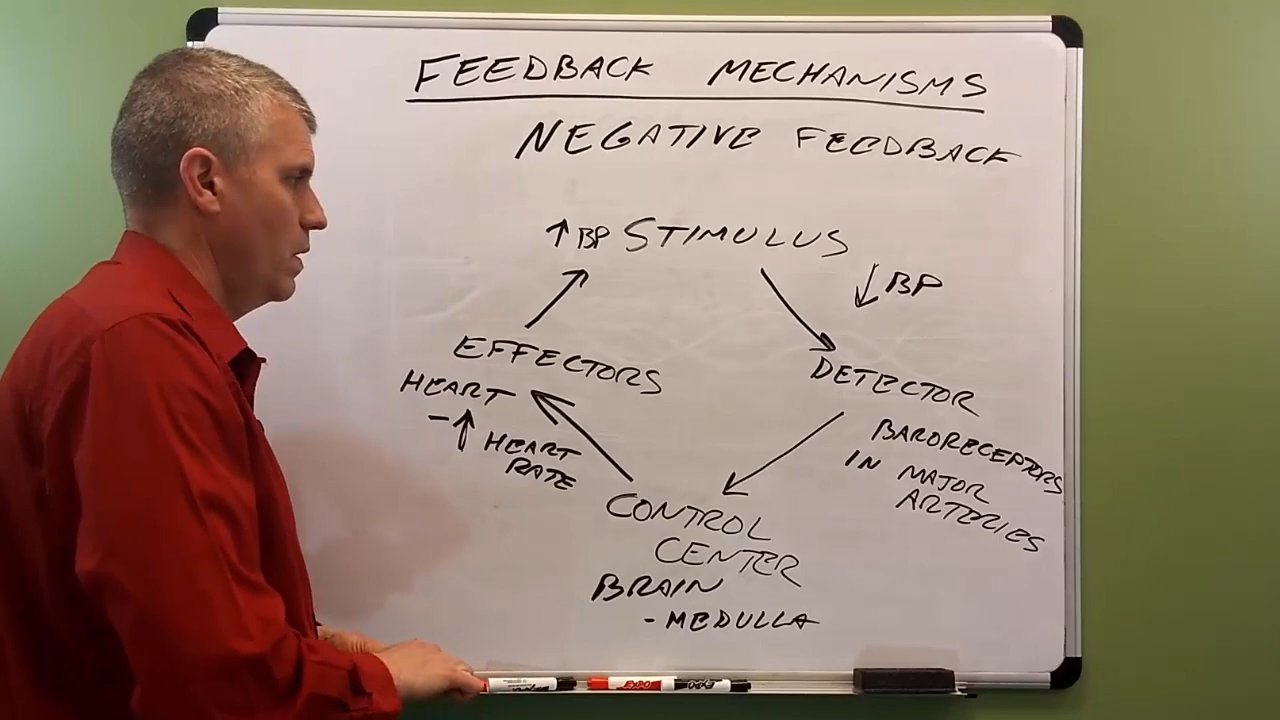 FEEDBACK MECHANISMS
NEGATIVE FEEDBACK
↑ BP STIMULUS
↓ BP
EFFECTORS
HEART
- ↑ HEART
RATE
DETECTOR
BARORECEPTORS
IN MAJOR
ARTERIES
CONTROL
CENTER
BRAIN
- MEDULLA
EXPO